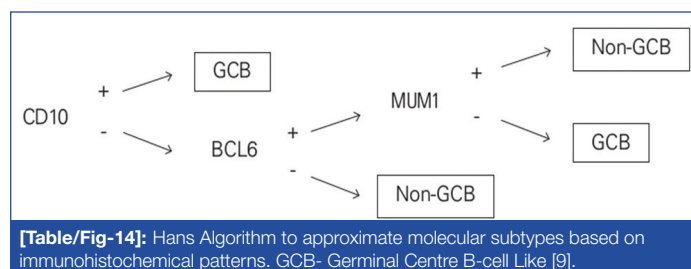 Non-GCB
GCB
+
+
MUM1
CD10
-
-
+
GCB
BCL6
-
Non-GCB
[Table/Fig-14]: Hans Algorithm to approximate molecular subtypes based on
immunohistochemical patterns. GCB- Germinal Centre B-cell Like [9].